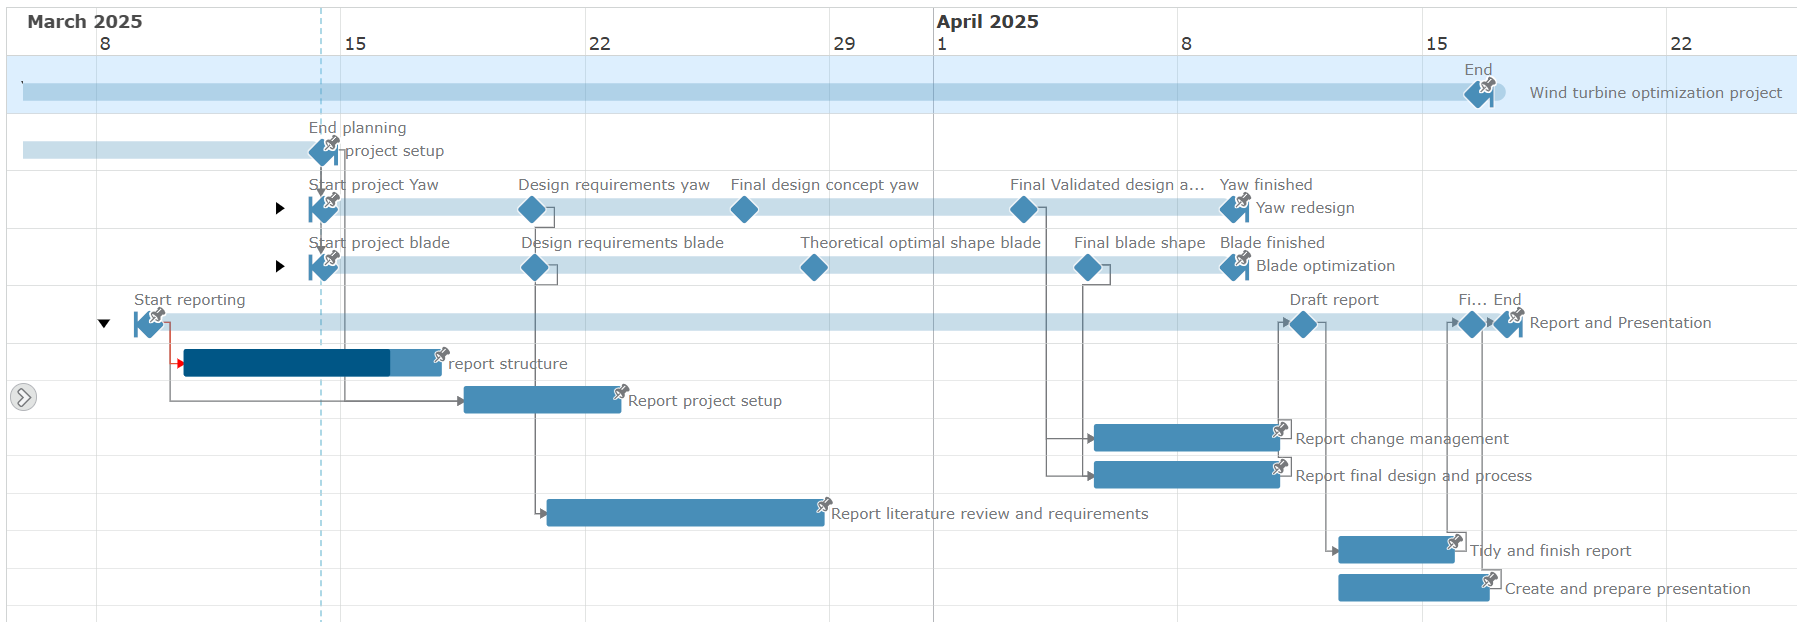 March 2025 April 2025
8 15 22 29 1 8 15 22
End
Wind turbine optimization project
End planning
project setup
Start project Yaw Design requirements yaw Final design concept yaw Final Validated design a... Yaw finished
Yaw redesign
Start project blade Design requirements blade Theoretical optimal shape blade Final blade shape Blade finished
Blade optimization
Start reporting Draft report Fi... End
Report and Presentation
report structure
Report project setup
Report change management
Report final design and process
Report literature review and requirements
Tidy and finish report
Create and prepare presentation